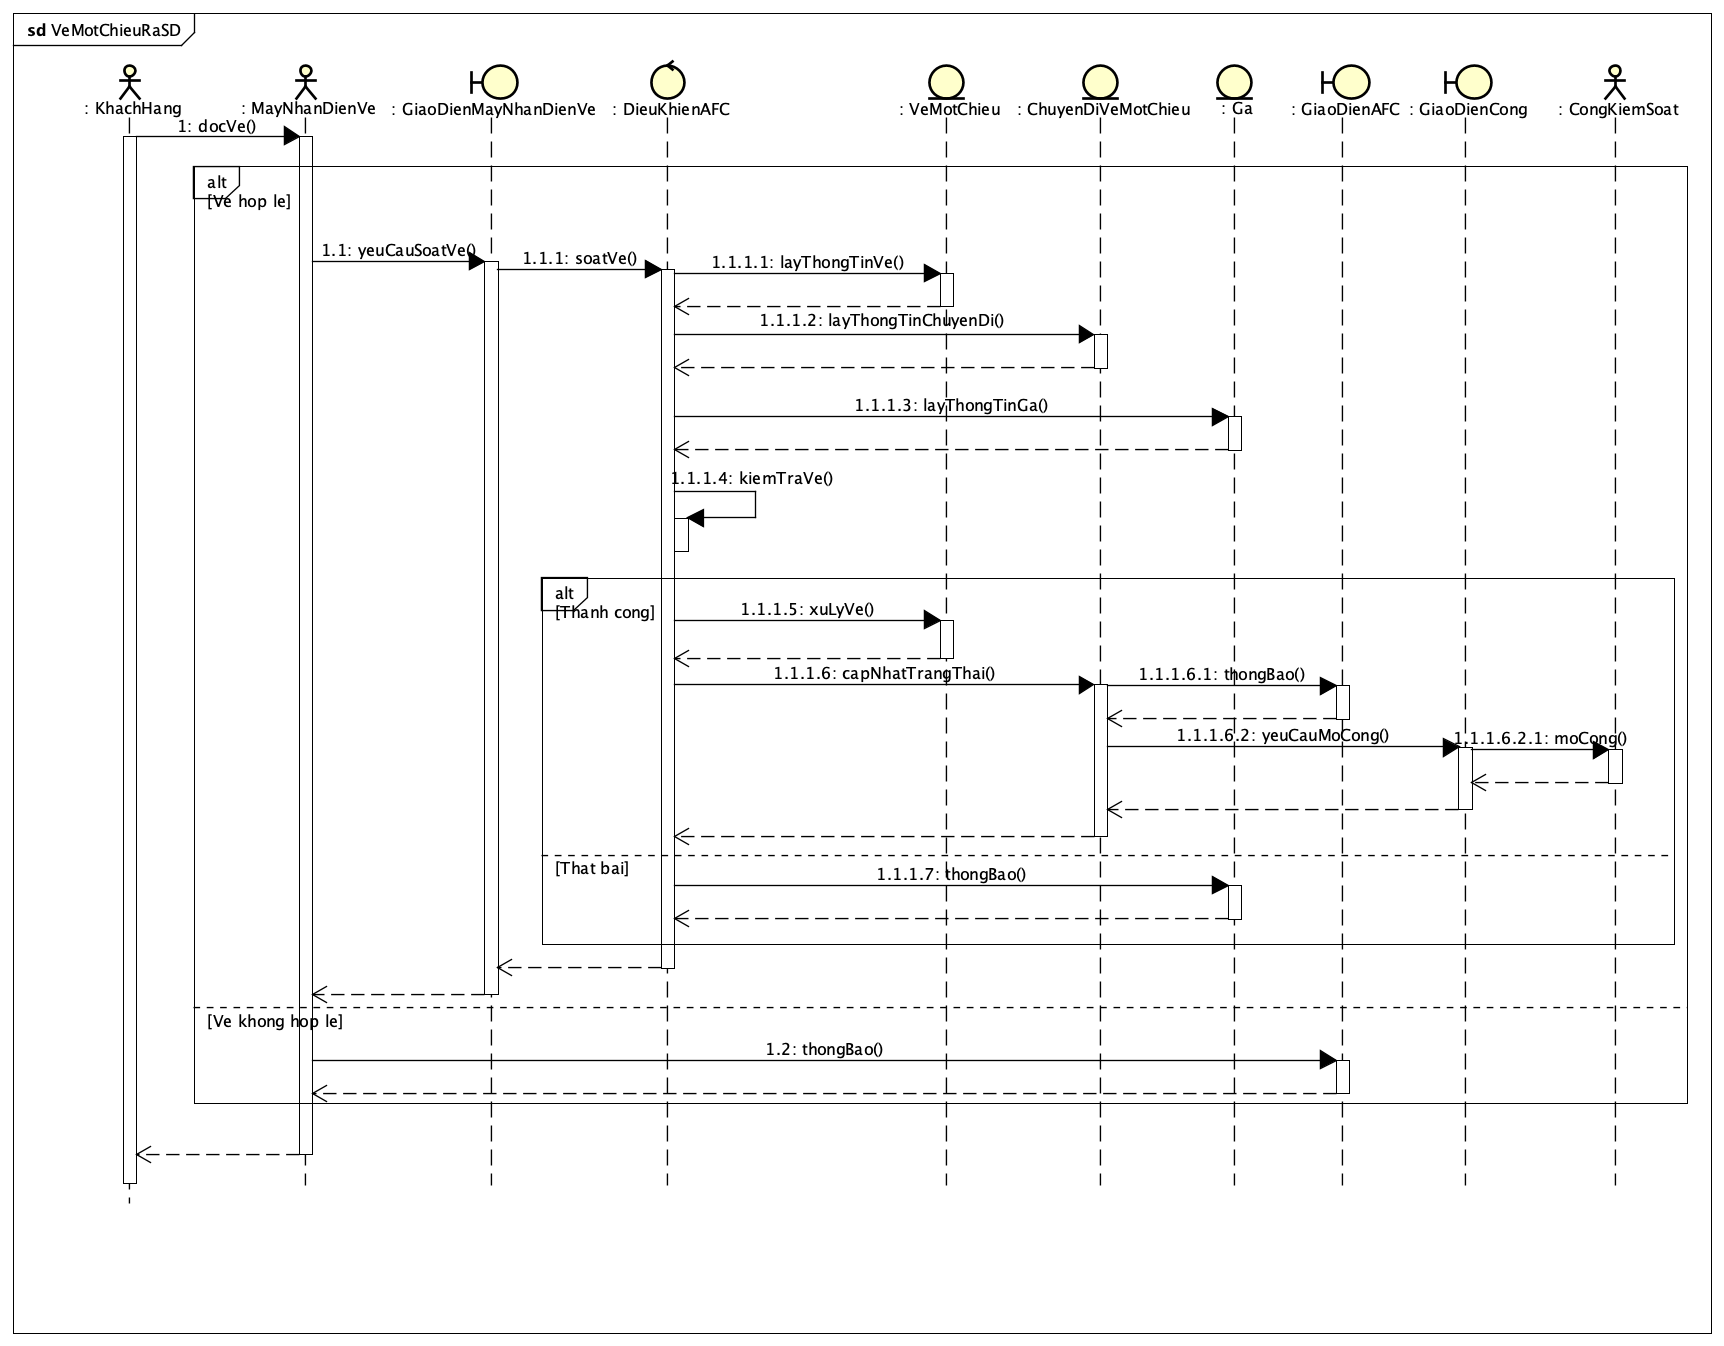 sd VeMotChieuRaSD
: KhachHang
: MayNhanDienVe
: GiaoDienMayNhanDienVe
: DieuKhienAFC
: VeMotChieu
: ChuyenDiVeMotChieu
: Ga
: GiaoDienAFC
: GiaoDienCong
: CongKiemSoat
1: docVe()
alt
[Ve hop le]
1.1: yeuCauSoatVe()
1.1.1: soatVe()
1.1.1.1: layThongTinVe()
1.1.1.2: layThongTinChuyenDi()
1.1.1.3: layThongTinGa()
1.1.1.4: kiemTraVe()
alt
[Thanh cong]
1.1.1.5: xuLyVe()
1.1.1.6: capNhatTrangThai()
1.1.1.6.1: thongBao()
1.1.1.6.2: yeuCauMoCong()
1.1.1.6.2.1: moCong()
[That bai]
1.1.1.7: thongBao()
[Ve khong hop le]
1.2: thongBao()